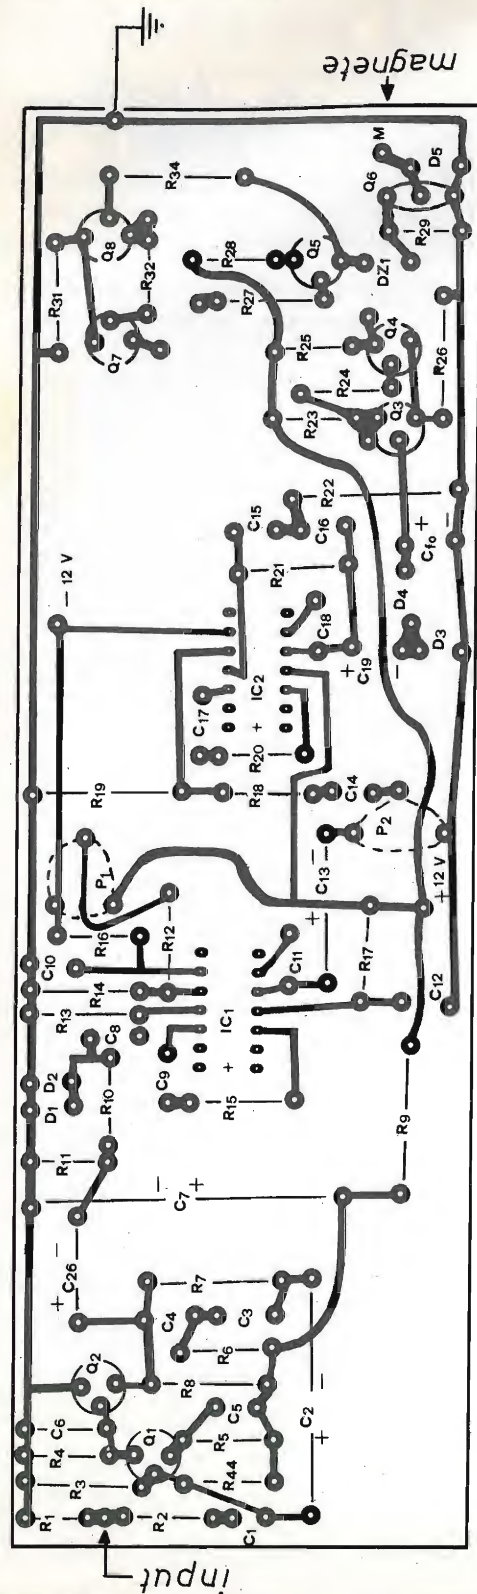 magnete
R34
Q8
R31
R32
Q7
R28
Q5
R27
DZ1
M
Q6
D5
R29
R25
R24
R23
Q4
Q3
R26
R22
C15
C16
R21
Cfo
+
−
− 12 V
C18
C17
IC2
+
C19
+
D4
−
D3
R20
R19
R18
C14
P1
P2
C13
−
+
+ 12 V
R16
R12
C10
R14
R13
C11
IC1
+
R17
C12
C8
C9
R15
D2
D1
R10
R11
R9
C7
−
+
C26
−
+
R7
C4
C3
R6
Q2
R8
C6
R4
Q1
C5
R5
C2
−
+
R3
R44
R1
R2
C1
input